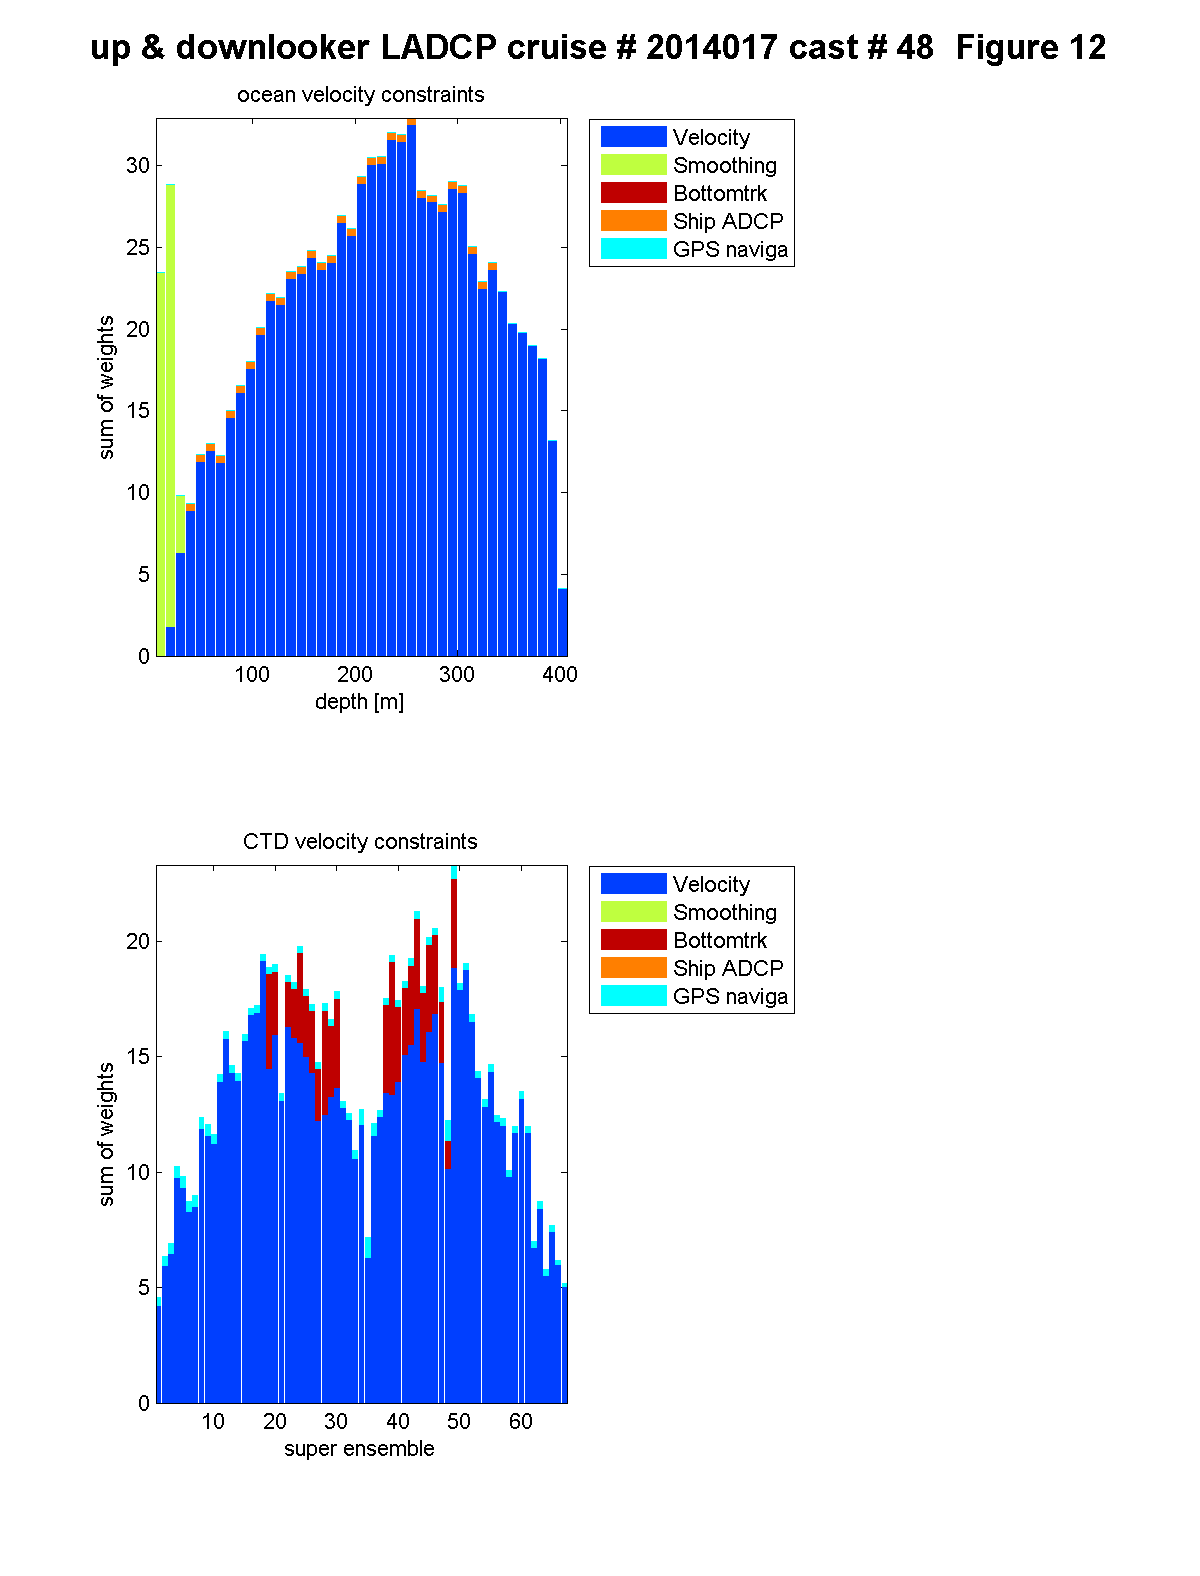 up & downlooker LADCP cruise # 2014017 cast # 48  Figure 12
ocean velocity constraints
30
25
20
15
10
5
0
sum of weights
100 200 300 400
depth [m]
Velocity
Smoothing
Bottomtrk
Ship ADCP
GPS naviga
CTD velocity constraints
20
15
10
5
0
sum of weights
10 20 30 40 50 60
super ensemble
Velocity
Smoothing
Bottomtrk
Ship ADCP
GPS naviga